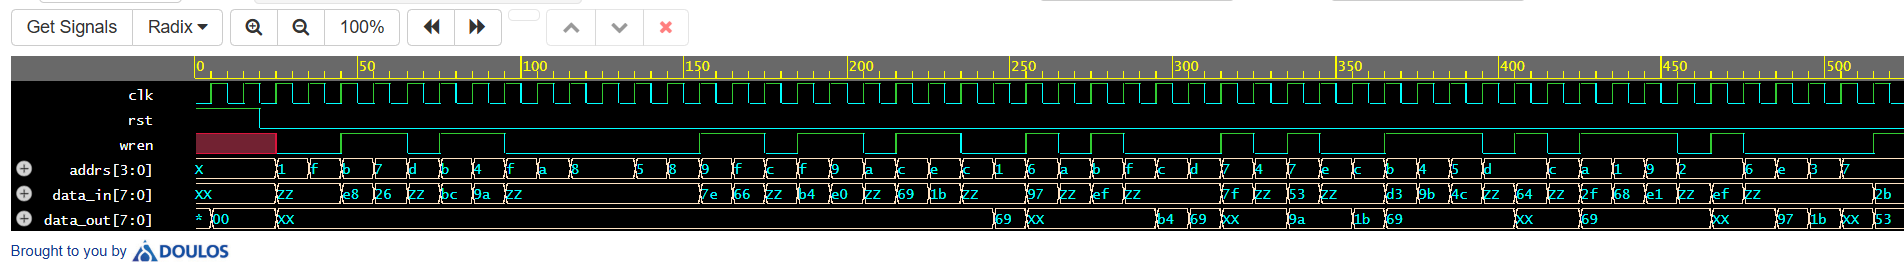 Get Signals Radix 100%
0 50 100 150 200 250 300 350 400 450 500
clk
rst
wren
addrs[3:0] X 1 f b 7 d b 4 f a 8 5 8 9 f c f 9 a c e c 1 6 a b f c d 7 4 7 e c b 4 5 d c a 1 9 2 6 e 3 7
data_in[7:0] XX ZZ e8 26 ZZ bc 9a ZZ 7e 66 ZZ b4 e0 ZZ 69 1b ZZ 97 ZZ ef ZZ 7f ZZ 53 ZZ d3 9b 4c ZZ 64 ZZ 2f 68 e1 ZZ ef ZZ 2b
data_out[7:0] * 00 XX 69 XX b4 69 XX 9a 1b 69 XX 69 XX 97 1b XX 53
Brought to you by DOULOS